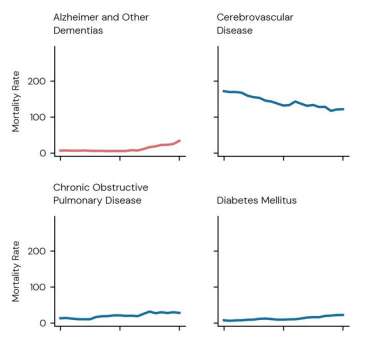 Alzheimer and Other
Dementias
Cerebrovascular
Disease
Mortality Rate
200
100
0
Chronic Obstructive
Pulmonary Disease
Diabetes Mellitus
Mortality Rate
200
100
0